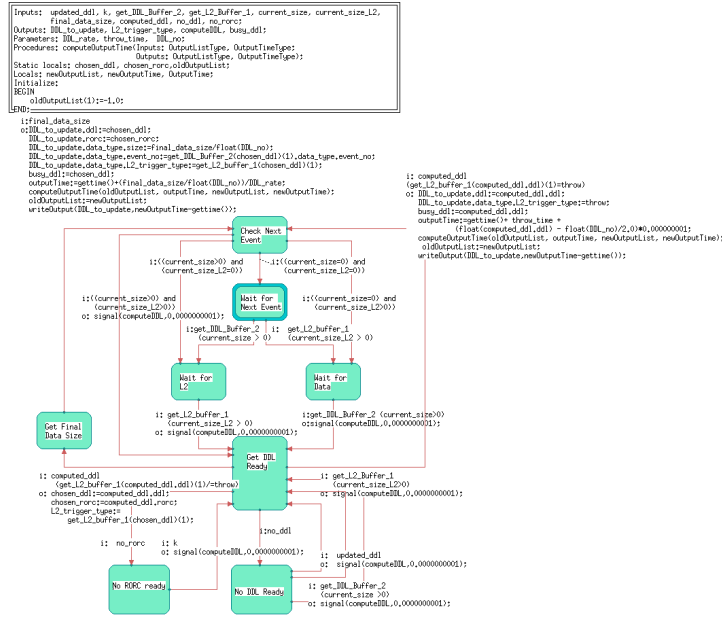 Inputs: updated_ddl, k, get_DDL_Buffer_2, get_L2_Buffer_1, current_size, current_size_L2,
final_data_size, computed_ddl, no_ddl, no_rorc;
Outputs: DDL_to_update, L2_trigger_type, computeDDL, busy_ddl;
Parameters: DDL_rate, throw_time, DDL_no;
Procedures: computeOutputTime(Inputs: OutputListType, OutputTimeType;
Outputs: OutputListType, OutputTimeType);
Static locals: chosen_ddl, chosen_rorc,oldOutputList;
Locals: newOutputList, newOutputTime, OutputTime;
Initialize:
BEGIN
oldOutputList(1):=-1.0;
END;
i:final_data_size
o:DDL_to_update.ddl:=chosen_ddl;
DDL_to_update.rorc:=chosen_rorc;
DDL_to_update.data_type.size:=final_data_size/float(DDL_no);
DDL_to_update.data_type.event_no:=get_DDL_Buffer_2(chosen_ddl)(1).data_type.event_no;
DDL_to_update.data_type.L2_trigger_type:=get_L2_buffer_1(chosen_ddl)(1);
busy_ddl:=chosen_ddl;
outputTime:=gettime()+(final_data_size/float(DDL_no))/DDL_rate;
computeOutputTime(oldOutputList, outputTime, newOutputList, newOutputTime);
oldOutputList:=newOutputList;
writeOutput(DDL_to_update,newOutputTime-gettime());
i: computed_ddl
(get_L2_buffer_1(computed_ddl.ddl)(1)=throw)
o: DDL_to_update.ddl:=computed_ddl.ddl;
DDL_to_update.data_type.L2_trigger_type:=throw;
busy_ddl:=computed_ddl.ddl;
outputTime:=gettime()+ throw_time +
(float(computed_ddl.ddl) - float(DDL_no)/2.0)*0.000000001;
computeOutputTime(oldOutputList, outputTime, newOutputList, newOutputTime);
oldOutputList:=newOutputList;
writeOutput(DDL_to_update,newOutputTime-gettime());
Check Next
Event
i:((current_size>0) and
(current_size_L2=0))
i:((current_size=0) and
(current_size_L2=0))
i:((current_size>0) and
(current_size_L2>0))
o: signal(computeDDL,0.0000000001);
Wait for
Next Event
i:((current_size=0) and
(current_size_L2>0))
i:get_DDL_Buffer_2
(current_size > 0)
i: get_L2_buffer_1
(current_size_L2 > 0)
Wait for
L2
Wait for
Data
i: get_L2_buffer_1
(current_size_L2 > 0)
o: signal(computeDDL,0.0000000001);
i:get_DDL_Buffer_2 (current_size>0)
o:signal(computeDDL,0.0000000001);
Get Final
Data Size
Get DDL
Ready
i: computed_ddl
(get_L2_buffer_1(computed_ddl.ddl)(1)/=throw)
o: chosen_ddl:=computed_ddl.ddl;
chosen_rorc:=computed_ddl.rorc;
L2_trigger_type:=
get_L2_buffer_1(chosen_ddl)(1);
i: get_L2_Buffer_1
(current_size_L2>0)
o: signal(computeDDL,0.0000000001);
i:no_ddl
i: no_rorc
i: k
o: signal(computeDDL,0.0000000001);
i: updated_ddl
o: signal(computeDDL,0.0000000001);
No RORC ready
No DDL Ready
i: get_DDL_Buffer_2
(current_size >0)
o: signal(computeDDL,0.0000000001);